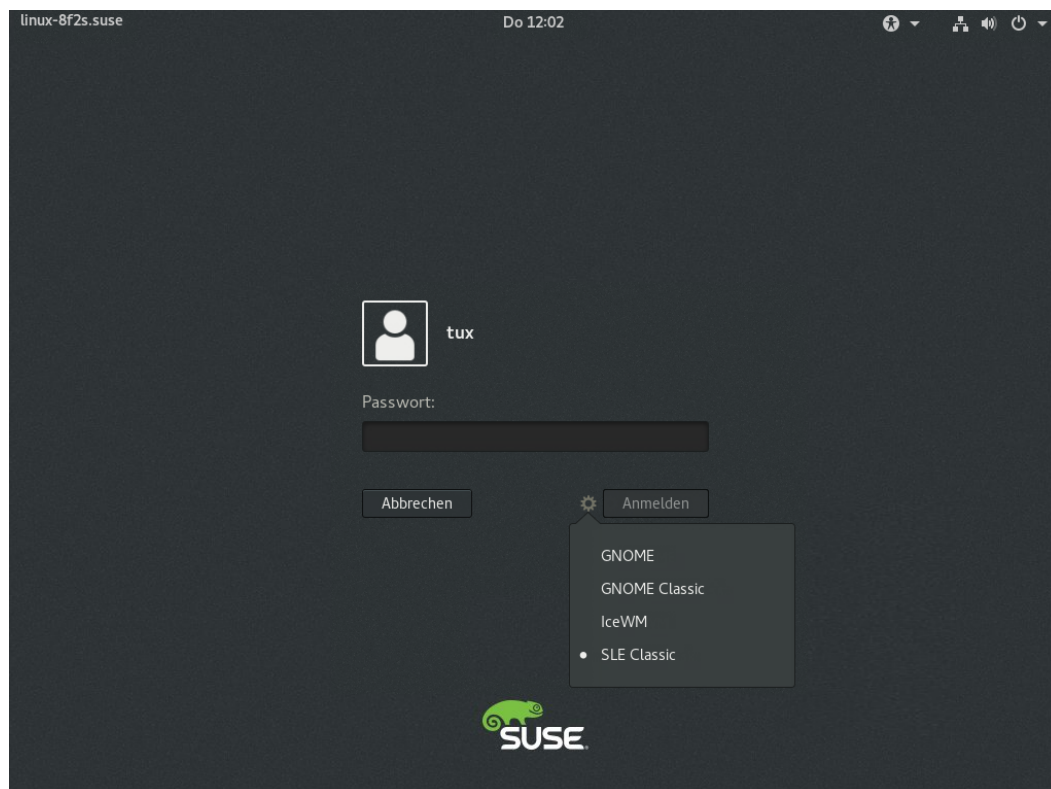 linux-8f2s.suse
Do 12:02
tux
Passwort:
Abbrechen
Anmelden
GNOME
GNOME Classic
IceWM
SLE Classic
SUSE.